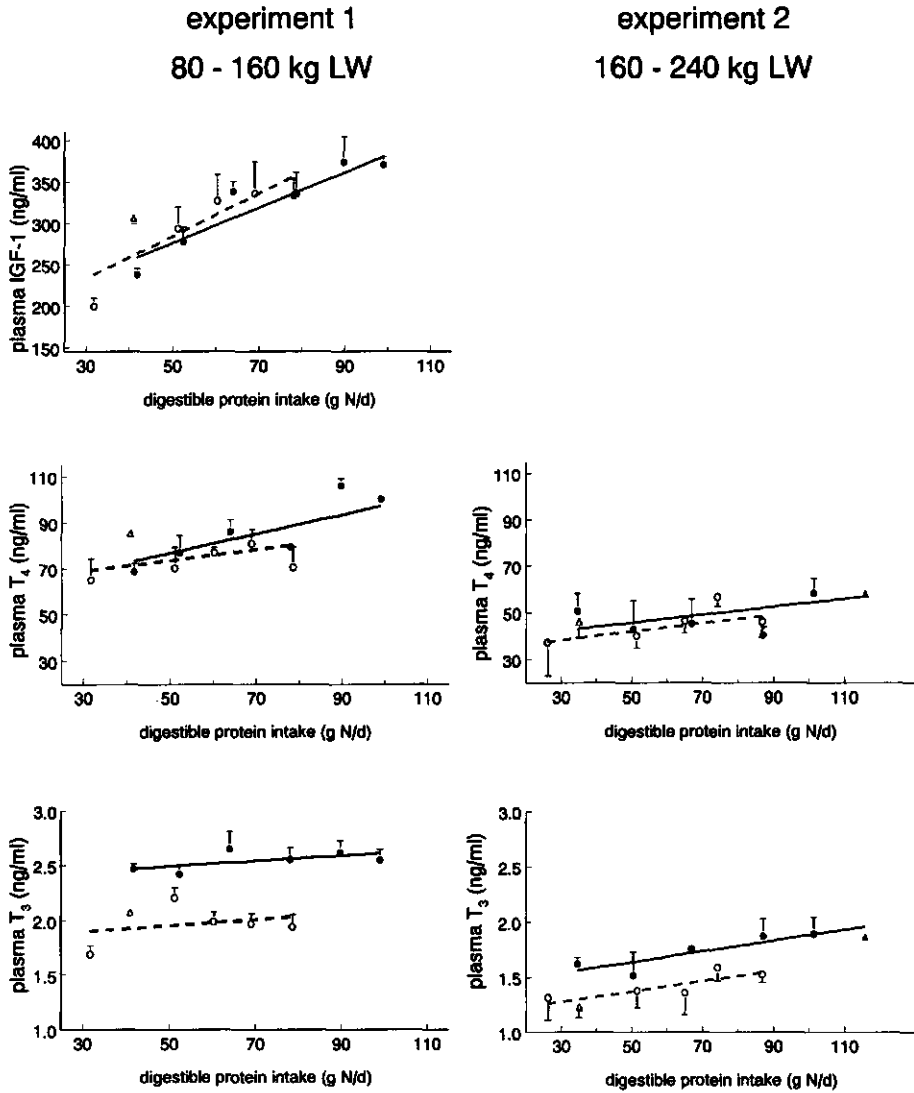 experiment 1
80 - 160 kg LW
experiment 2
160 - 240 kg LW
plasma IGF-1 (ng/ml)
400
350
300
250
200
150
30 50 70 90 110
digestible protein intake (g N/d)
plasma T4 (ng/ml)
110
90
70
50
30
30 50 70 90 110
digestible protein intake (g N/d)
plasma T4 (ng/ml)
110
90
70
50
30
30 50 70 90 110
digestible protein intake (g N/d)
plasma T3 (ng/ml)
3.0
2.5
2.0
1.5
1.0
30 50 70 90 110
digestible protein intake (g N/d)
plasma T3 (ng/ml)
3.0
2.5
2.0
1.5
1.0
30 50 70 90 110
digestible protein intake (g N/d)